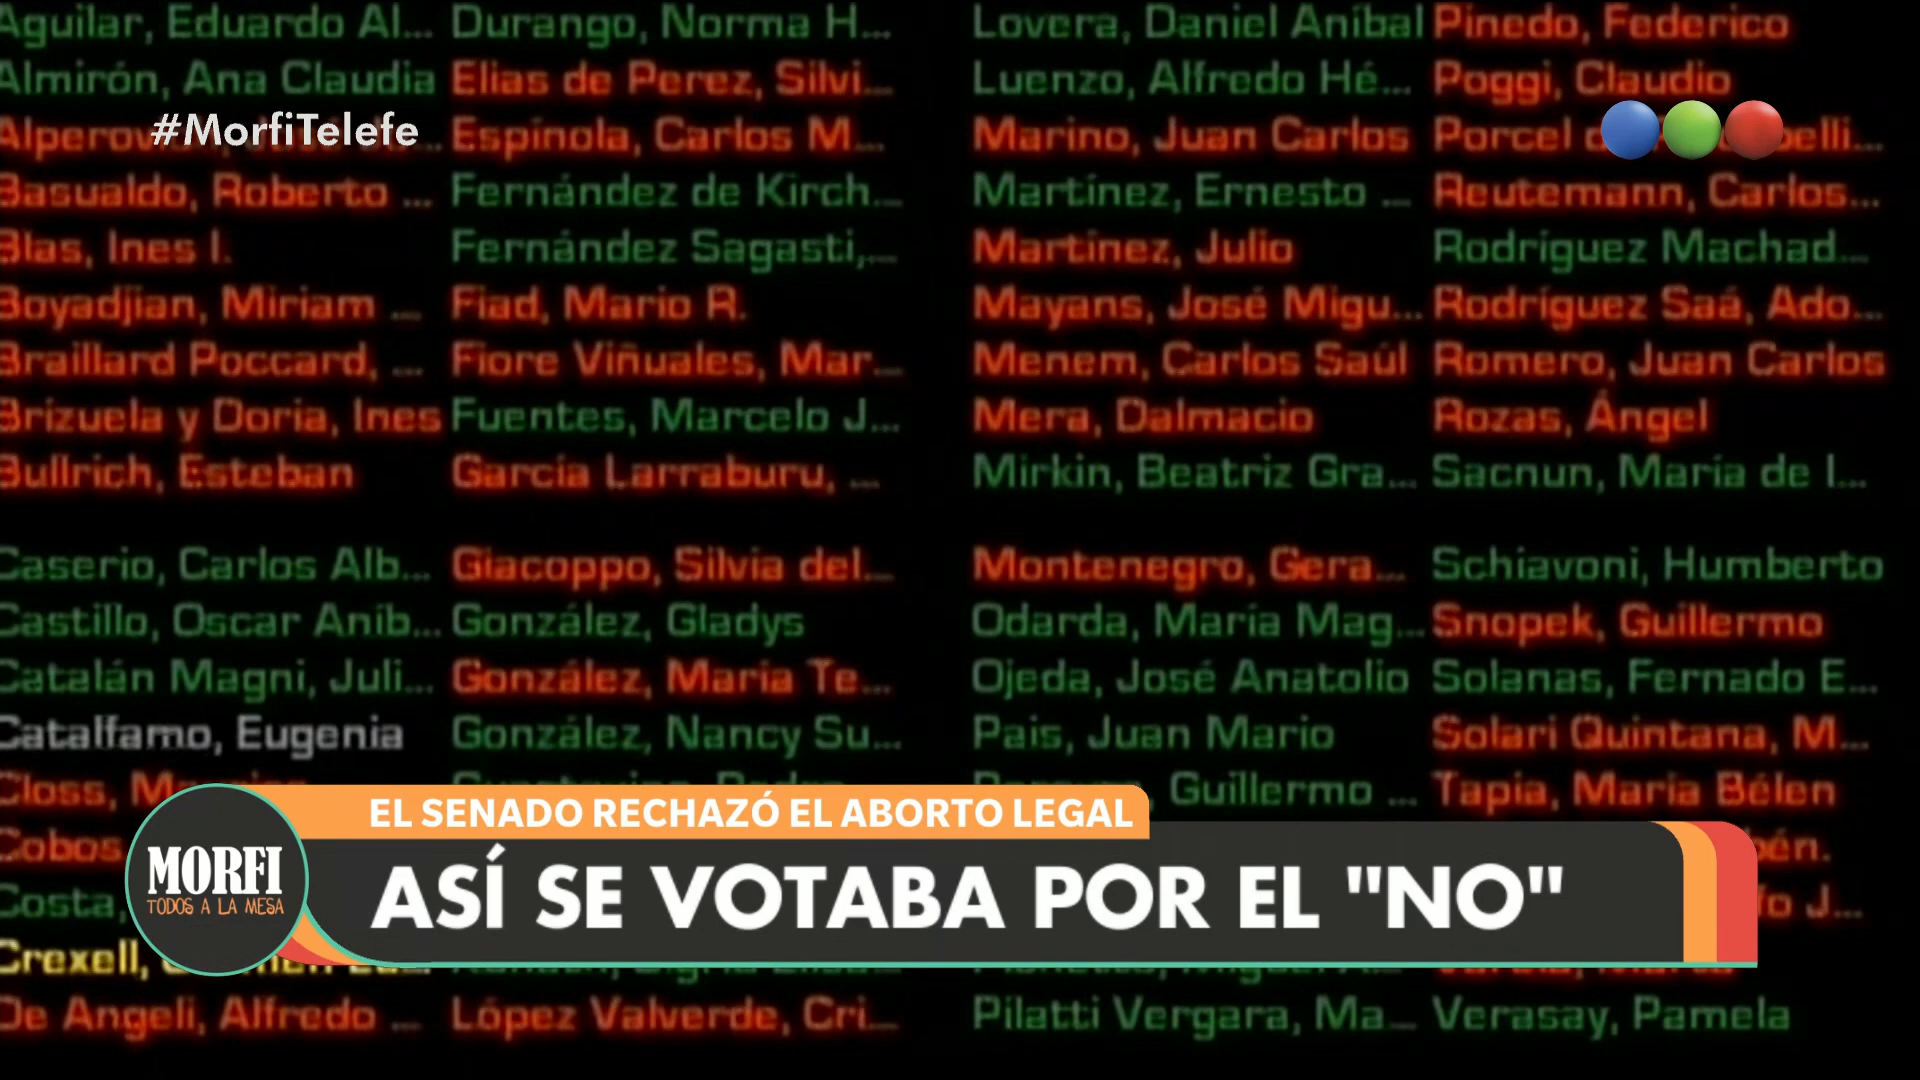 Aguilar, Eduardo Al...
Almirón, Ana Claudia
Basualdo, Roberto ...
Blas, Ines I.
Boyadjian, Miriam ...
Braillard Poccard, ...
Brizuela y Doria, Ines
Bullrich, Esteban
Caserio, Carlos Alb...
Castillo, Oscar Aníb...
Catalán Magni, Juli...
Catalfamo, Eugenia
Closs,
Cobos,
Costa,
Crexell,
De Angeli, Alfredo ...
Durango, Norma H...
Elias de Perez, Silvi...
Espínola, Carlos M...
Fernández de Kirch...
Fernández Sagasti,...
Fiad, Mario R.
Fiore Viñuales, Mar...
Fuentes, Marcelo J...
García Larraburu, ...
Giacoppo, Silvia del...
González, Gladys
González, María Te...
González, Nancy Su...
López Valverde, Cri...
Lovera, Daniel Aníbal
Luenzo, Alfredo Hé...
Marino, Juan Carlos
Martínez, Ernesto ...
Martínez, Julio
Mayans, José Migu...
Menem, Carlos Saúl
Mera, Dalmacio
Mirkin, Beatriz Gra...
Montenegro, Gera...
Odarda, María Mag...
Ojeda, José Anatolio
Pais, Juan Mario
Guillermo ...
Pilatti Vergara, Ma...
Pinedo, Federico
Poggi, Claudio
Porcel
Reutemann, Carlos...
Rodríguez Machad...
Rodríguez Saá, Ado...
Romero, Juan Carlos
Rozas, Ángel
Sacnun, María de l...
Schiavoni, Humberto
Snopek, Guillermo
Solanas, Fernado E...
Solari Quintana, M...
Tapia, María Bélen
J...
Verasay, Pamela
#MorfiTelefe
EL SENADO RECHAZÓ EL ABORTO LEGAL
ASÍ SE VOTABA POR EL "NO"
MORFI
TODOS A LA MESA